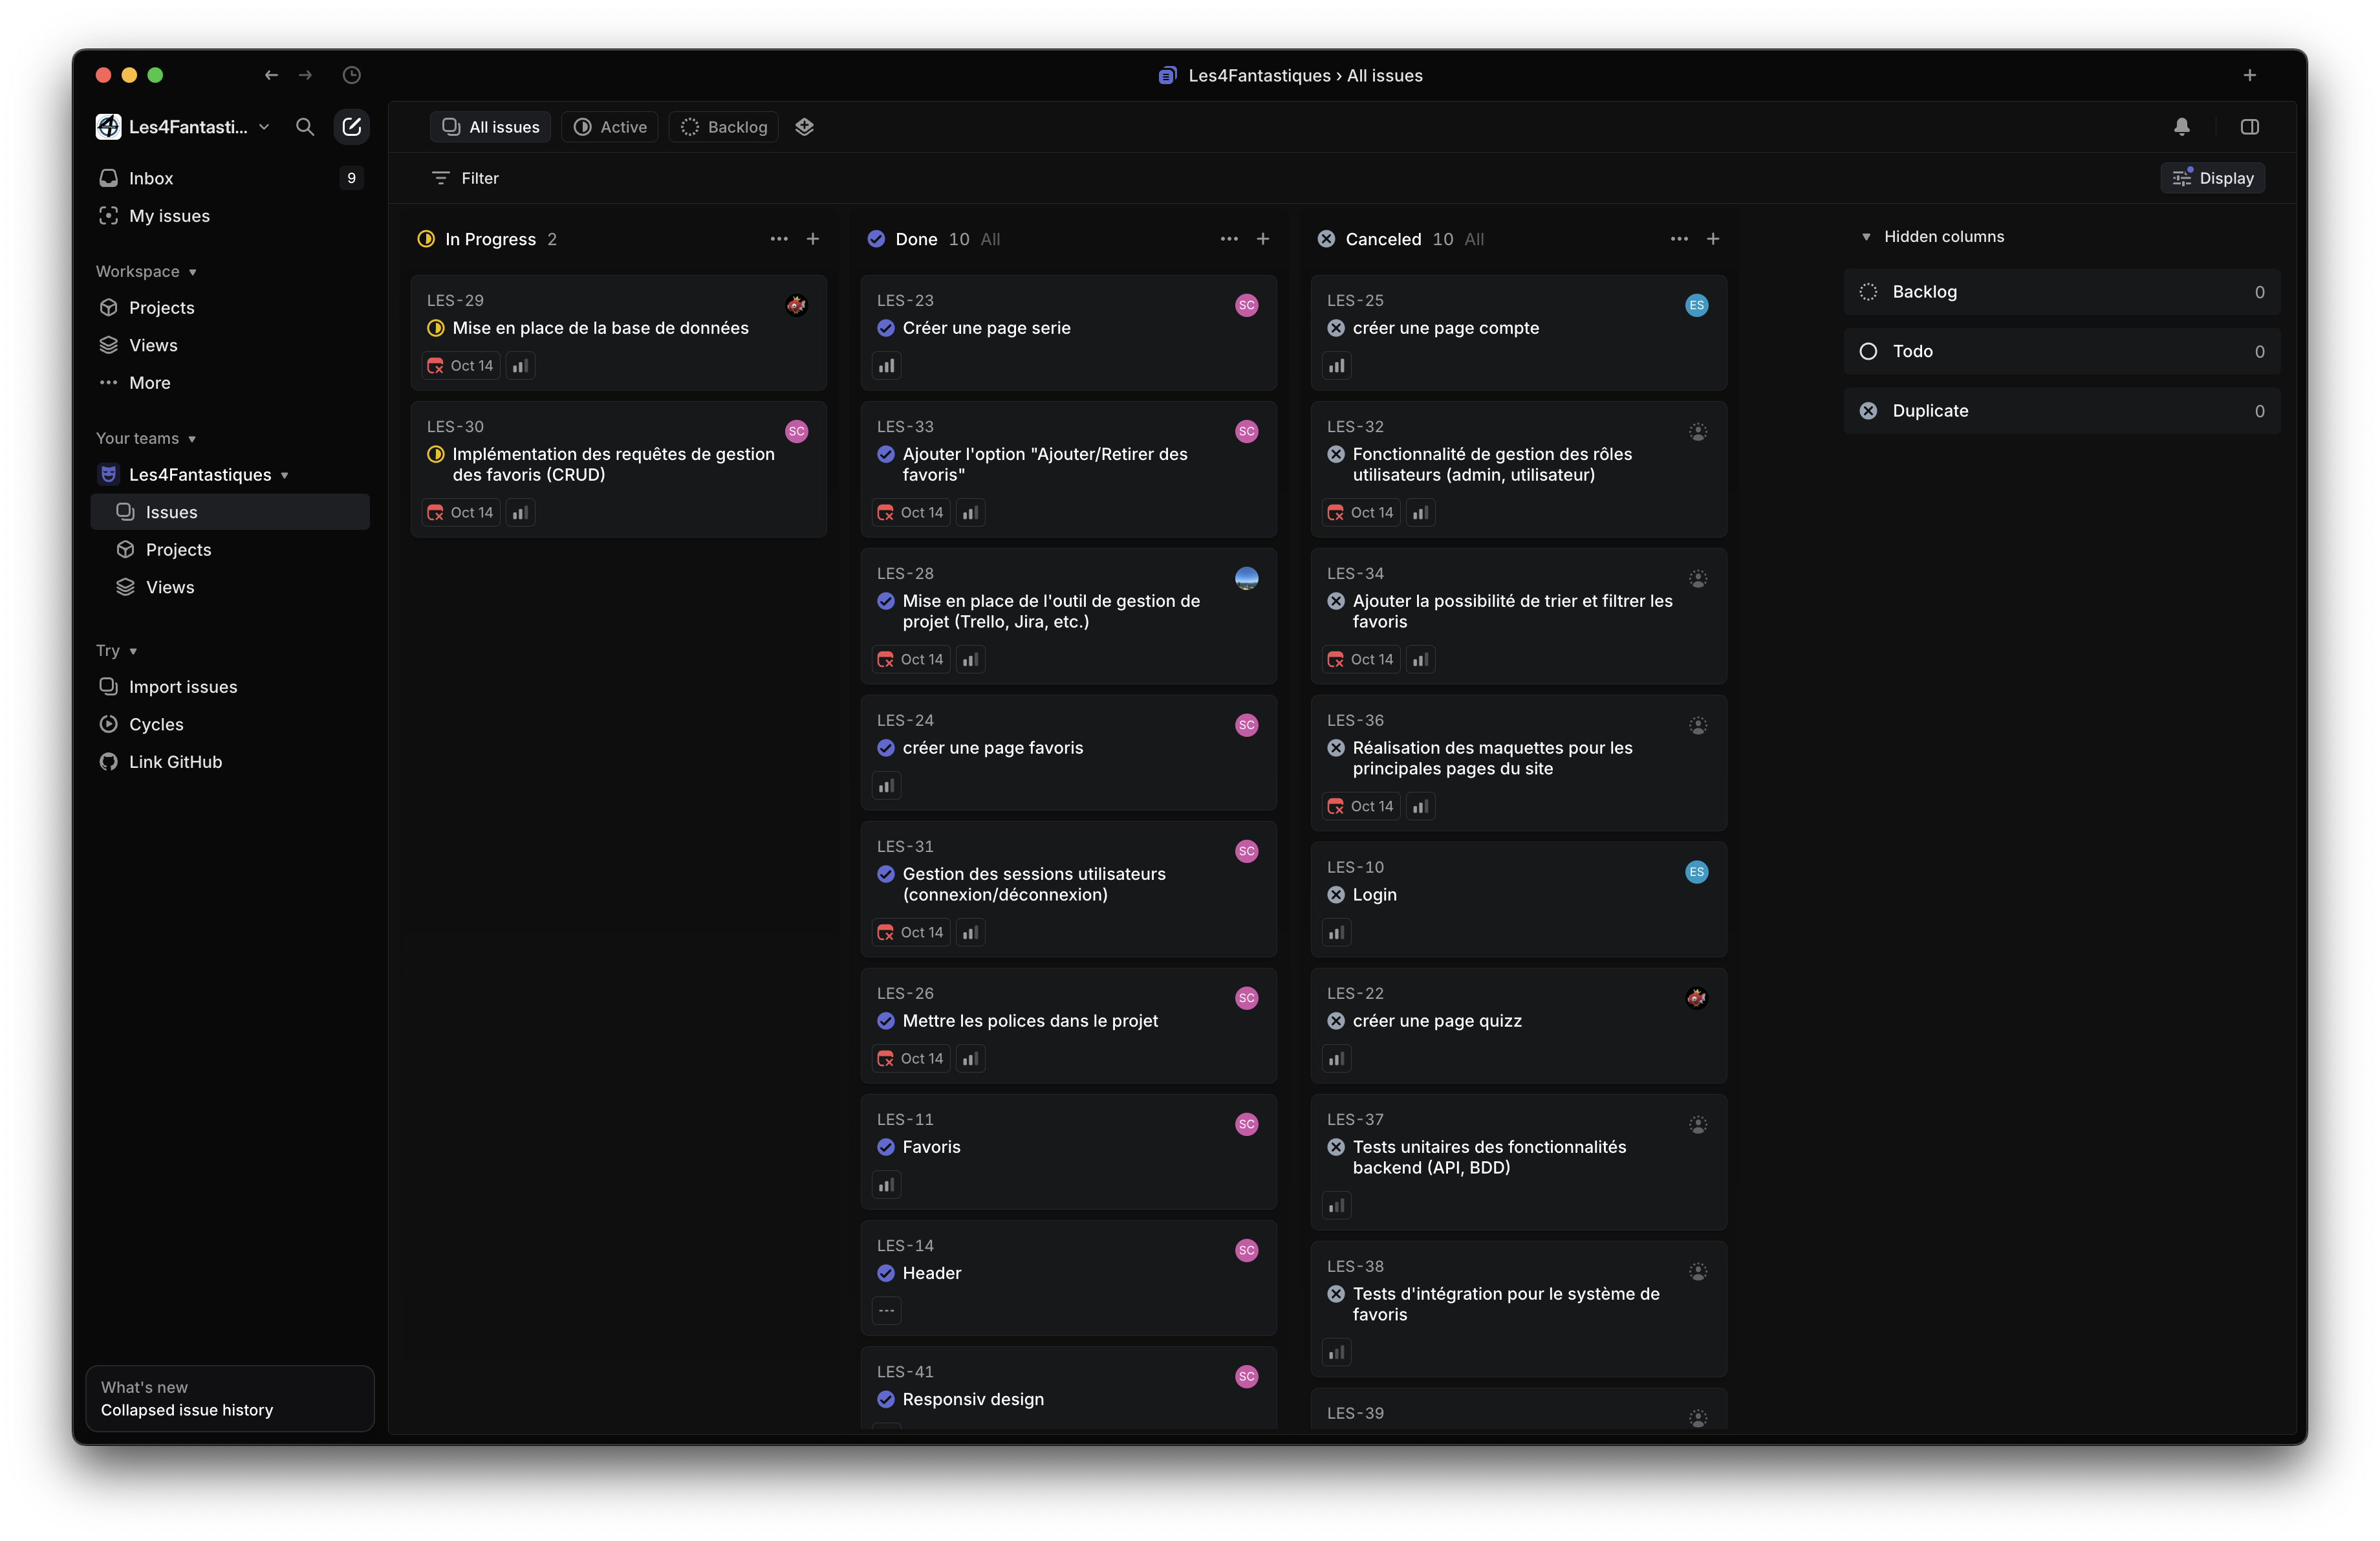 Les4Fantastiques › All issues
Les4Fantasti...
Inbox
9
My issues
Workspace
Projects
Views
More
Your teams
Les4Fantastiques
Issues
Projects
Views
Try
Import issues
Cycles
Link GitHub
What's new
Collapsed issue history
All issues
Active
Backlog
Filter
Display
In Progress 2
LES-29
Mise en place de la base de données
Oct 14
LES-30
SC
Implémentation des requêtes de gestion
des favoris (CRUD)
Oct 14
Done 10 All
LES-23
SC
Créer une page serie
LES-33
SC
Ajouter l'option "Ajouter/Retirer des
favoris"
Oct 14
LES-28
Mise en place de l'outil de gestion de
projet (Trello, Jira, etc.)
Oct 14
LES-24
SC
créer une page favoris
LES-31
SC
Gestion des sessions utilisateurs
(connexion/déconnexion)
Oct 14
LES-26
SC
Mettre les polices dans le projet
Oct 14
LES-11
SC
Favoris
LES-14
SC
Header
LES-41
SC
Responsiv design
Canceled 10 All
LES-25
ES
créer une page compte
LES-32
Fonctionnalité de gestion des rôles
utilisateurs (admin, utilisateur)
Oct 14
LES-34
Ajouter la possibilité de trier et filtrer les
favoris
Oct 14
LES-36
Réalisation des maquettes pour les
principales pages du site
Oct 14
LES-10
ES
Login
LES-22
créer une page quizz
LES-37
Tests unitaires des fonctionnalités
backend (API, BDD)
LES-38
Tests d'intégration pour le système de
favoris
LES-39
Hidden columns
Backlog 0
Todo 0
Duplicate 0